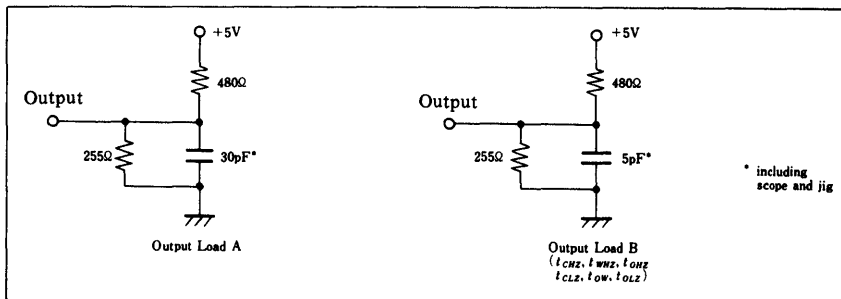 +5V
480Ω
Output
255Ω
30pF*
Output Load A
+5V
480Ω
Output
255Ω
5pF*
Output Load B
(tCHZ, tWHZ, tOHZ
tCLZ, tOW, tOLZ)
* including
scope and jig